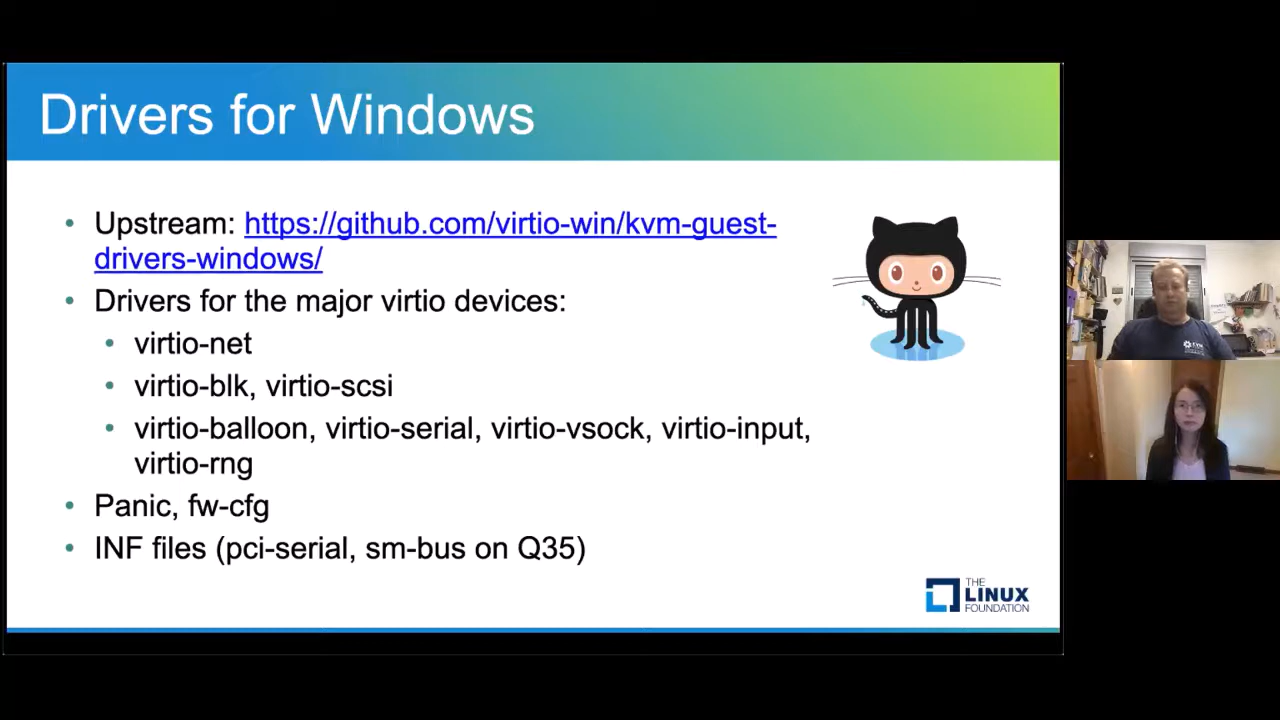 Drivers for Windows
• Upstream: https://github.com/virtio-win/kvm-guest-
drivers-windows/
• Drivers for the major virtio devices:
• virtio-net
• virtio-blk, virtio-scsi
• virtio-balloon, virtio-serial, virtio-vsock, virtio-input,
virtio-rng
• Panic, fw-cfg
• INF files (pci-serial, sm-bus on Q35)
THE
LINUX
FOUNDATION